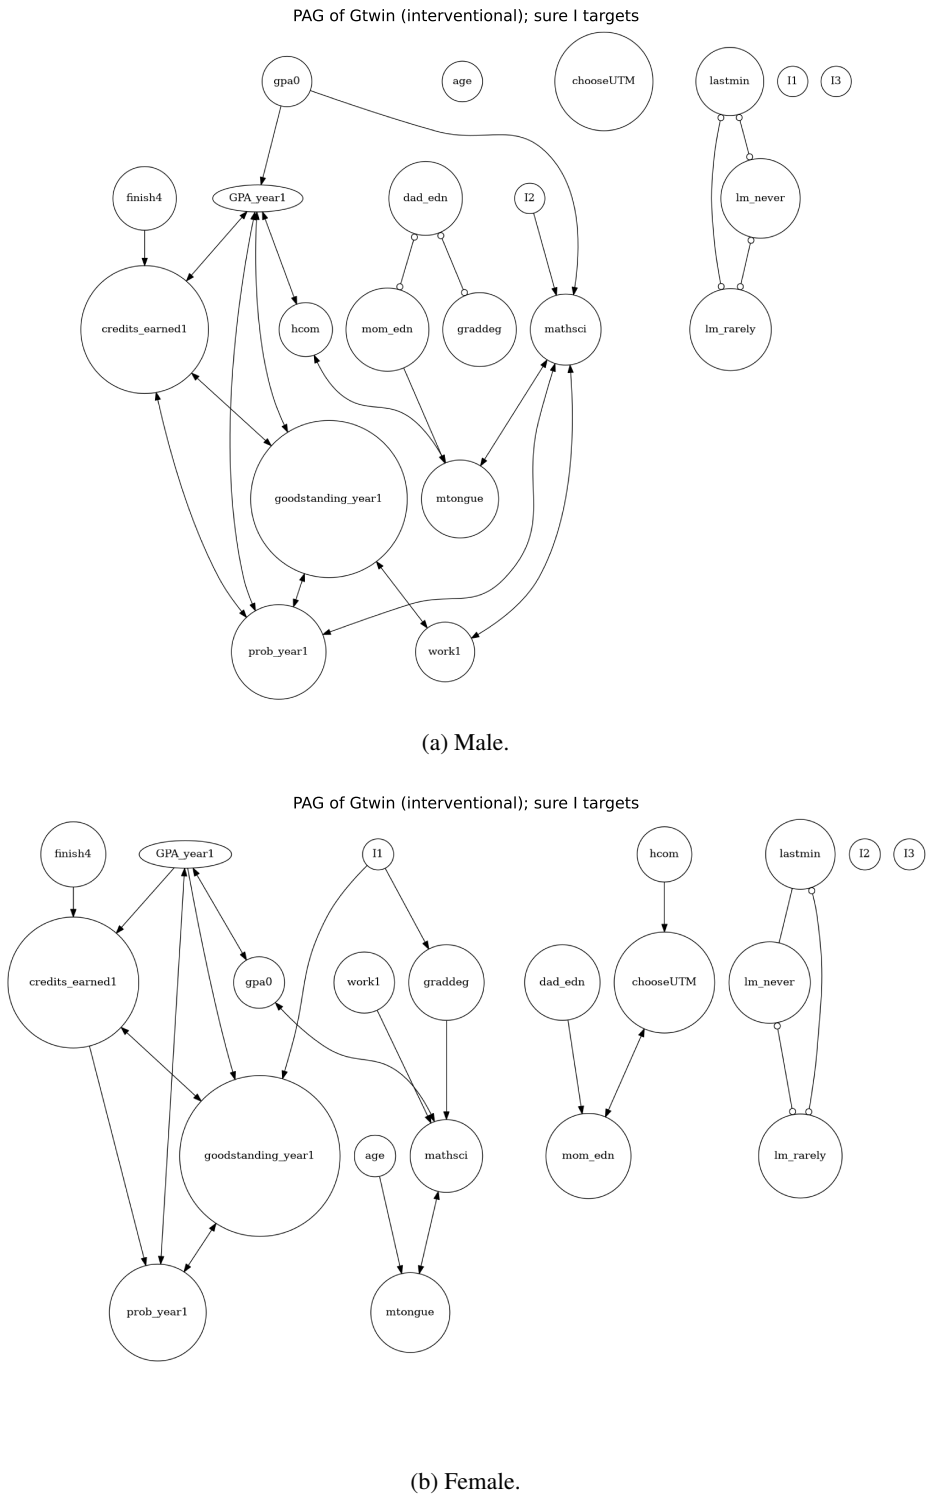 PAG of Gtwin (interventional); sure I targets
gpa0
age
chooseUTM
lastmin
I1
I3
finish4
GPA_year1
dad_edn
I2
lm_never
credits_earned1
hcom
mom_edn
graddeg
mathsci
lm_rarely
goodstanding_year1
mtongue
prob_year1
work1
(a) Male.
PAG of Gtwin (interventional); sure I targets
finish4
GPA_year1
I1
hcom
lastmin
I2
I3
credits_earned1
gpa0
work1
graddeg
dad_edn
chooseUTM
lm_never
goodstanding_year1
age
mathsci
mom_edn
lm_rarely
prob_year1
mtongue
(b) Female.